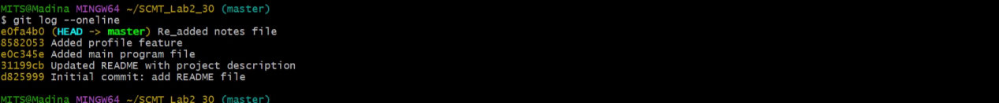 MITS@Madina MINGW64 ~/SCMT_Lab2_30 (master)
$ git log --oneline
e0fa4b0 (HEAD -> master) Re_added notes file
8582053 Added profile feature
e0c345e Added main program file
31199cb Updated README with project description
d825999 Initial commit: add README file
MITS@Madina MINGW64 ~/SCMT_Lab2_30 (master)